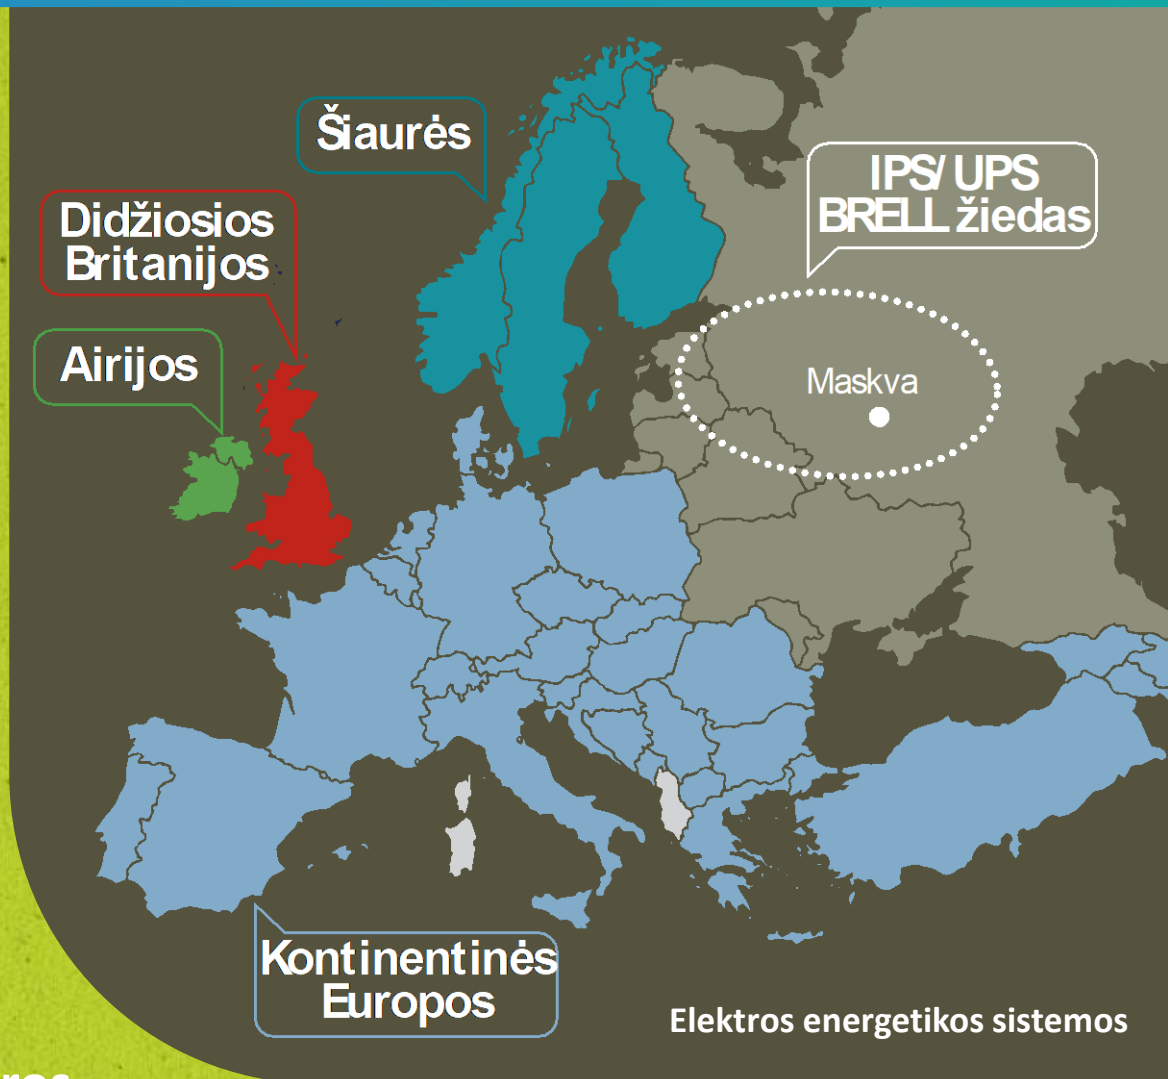 Šiaurės
IPS/ UPS
BRELL žiedas
Didžiosios
Britanijos
Airijos
Maskva
Kontinentinės
Europos
Elektros energetikos sistemos